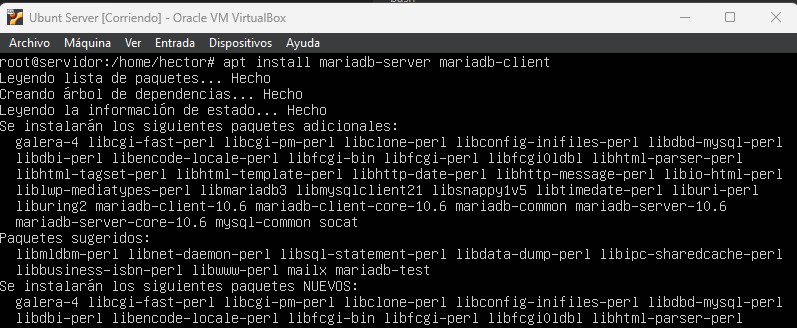 Ubunt Server [Corriendo] - Oracle VM VirtualBox
Archivo Máquina Ver Entrada Dispositivos Ayuda
root@servidor:/home/hector# apt install mariadb-server mariadb-client
Leyendo lista de paquetes... Hecho
Creando árbol de dependencias... Hecho
Leyendo la información de estado... Hecho
Se instalarán los siguientes paquetes adicionales:
galera-4 libcgi-fast-perl libcgi-pm-perl libclone-perl libconfig-inifiles-perl libdbd-mysql-perl
libdbi-perl libencode-locale-perl libfcgi-bin libfcgi-perl libfcgi0ldbl libhtml-parser-perl
libhtml-tagset-perl libhtml-template-perl libhttp-date-perl libhttp-message-perl libio-html-perl
liblwp-mediatypes-perl libmariadb3 libmysqlclient21 libsnappy1v5 libtimedate-perl liburi-perl
liburing2 mariadb-client-10.6 mariadb-client-core-10.6 mariadb-common mariadb-server-10.6
mariadb-server-core-10.6 mysql-common socat
Paquetes sugeridos:
libmldbm-perl libnet-daemon-perl libsql-statement-perl libdata-dump-perl libipc-sharedcache-perl
libbusiness-isbn-perl libwww-perl mailx mariadb-test
Se instalarán los siguientes paquetes NUEVOS:
galera-4 libcgi-fast-perl libcgi-pm-perl libclone-perl libconfig-inifiles-perl libdbd-mysql-perl
libdbi-perl libencode-locale-perl libfcgi-bin libfcgi-perl libfcgi0ldbl libhtml-parser-perl